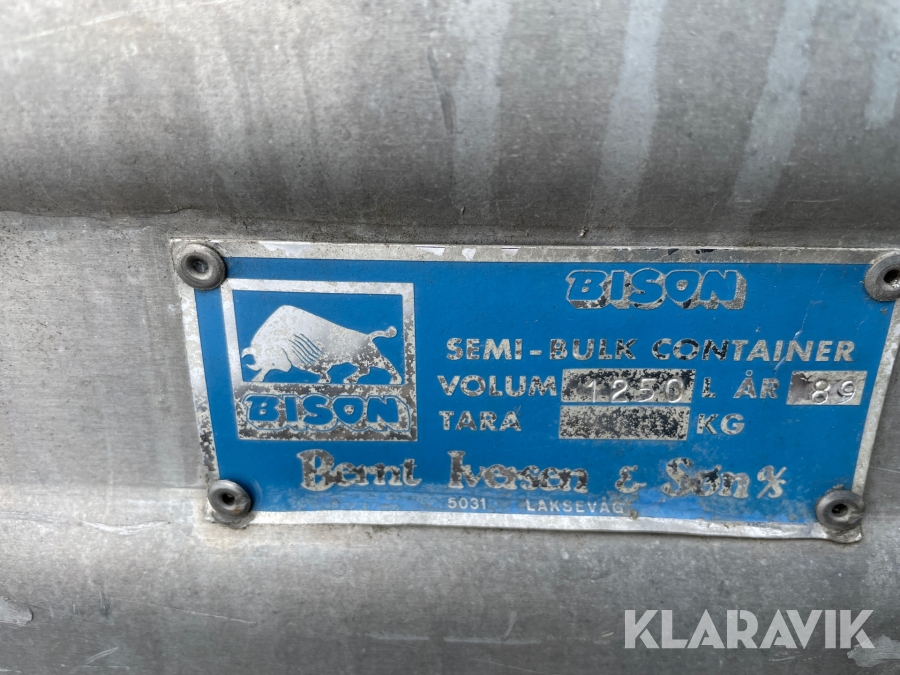 BISON
BISON
SEMI-BULK CONTAINER
VOLUM 1250 L ÅR 89
TARA KG
Bernt Iversen & Søn A/S
5031 LAKSEVÅG
KLARAVIK